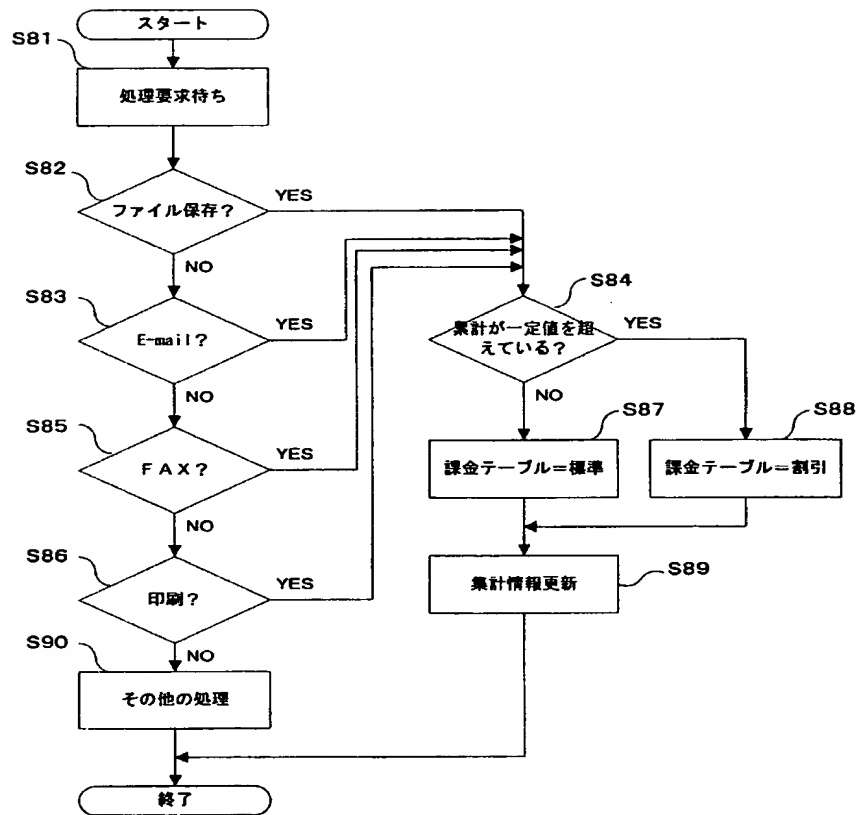 スタート
S81
処理要求待ち
S82
ファイル保存？
YES
NO
S83
E-mail？
YES
NO
S84
累計が一定値を超
えている？
YES
NO
S85
ＦＡＸ？
YES
NO
S87
課金テーブル＝標準
S88
課金テーブル＝割引
S86
印刷？
YES
NO
S89
集計情報更新
S90
その他の処理
終了